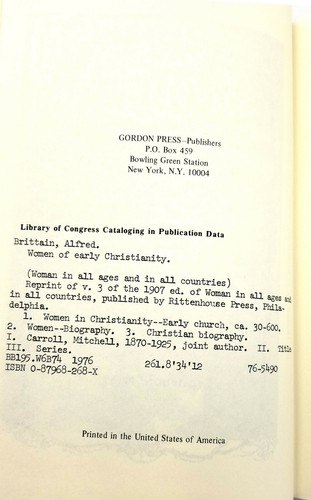 GORDON PRESS—Publishers
P.O. Box 459
Bowling Green Station
New York, N.Y. 10004
Library of Congress Cataloging in Publication Data
Brittain, Alfred.
Women of early Christianity.
(Woman in all ages and in all countries)
Reprint of v. 3 of the 1907 ed. of Woman in all ages and
in all countries, published by Rittenhouse Press, Phila-
delphia.
1. Women in Christianity--Early church, ca. 30-600.
2. Women--Biography. 3. Christian biography.
I. Carroll, Mitchell, 1870-1925, joint author. II. Title
III. Series.
BR195.W6B74 1976 261.8'34'12 76-5490
ISBN 0-87968-268-X
Printed in the United States of America